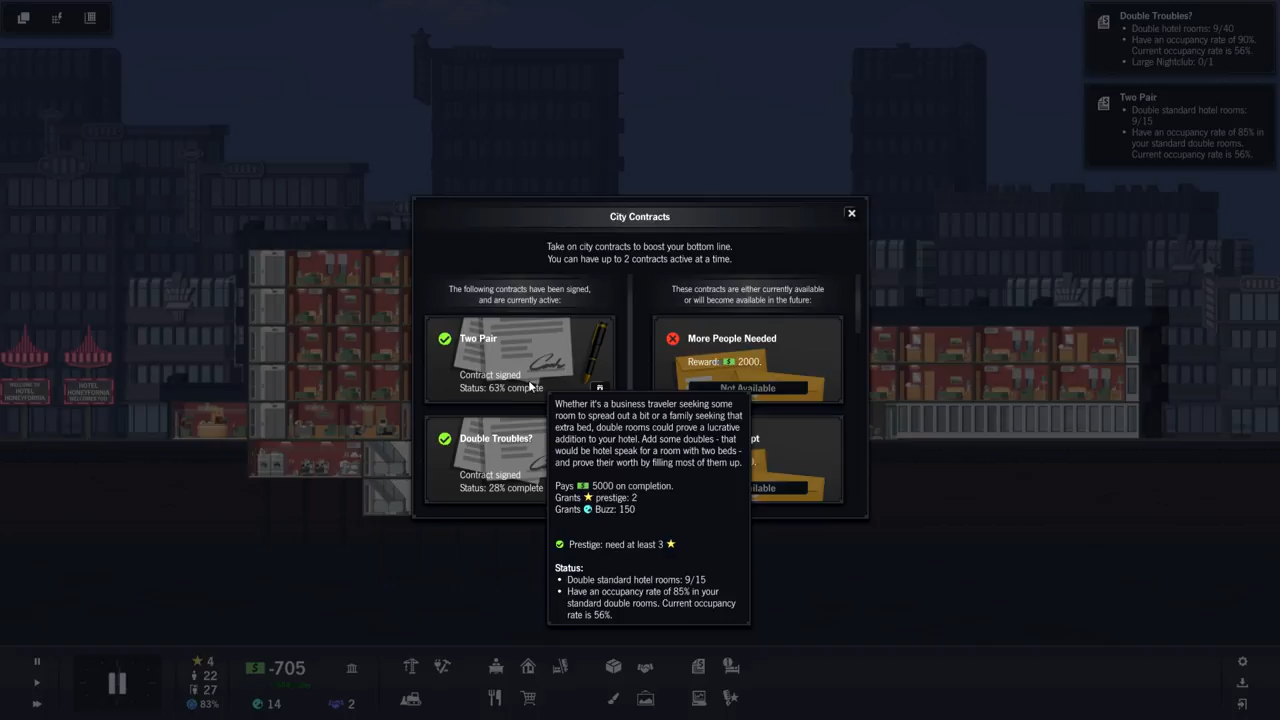 Double Troubles?
• Double hotel rooms: 9/40
• Have an occupancy rate of 90%.
Current occupancy rate is 56%.
• Large Nightclub: 0/1
Two Pair
• Double standard hotel rooms:
9/15
• Have an occupancy rate of 85% in
your standard double rooms.
Current occupancy rate is 56%.
City Contracts
Take on city contracts to boost your bottom line.
You can have up to 2 contracts active at a time.
The following contracts have been signed,
and are currently active:
These contracts are either currently available
or will become available in the future:
Two Pair
Contract signed
Status: 63% complete
More People Needed
Reward: $ 2000.
Not Available
Double Troubles?
Contract signed
Status: 28% complete
Whether it's a business traveler seeking some
room to spread out a bit or a family seeking that
extra bed, double rooms could prove a lucrative
addition to your hotel. Add some doubles - that
would be hotel speak for a room with two beds -
and prove their worth by filling most of them up.
Pays $ 5000 on completion.
Grants prestige: 2
Grants Buzz: 150
Prestige: need at least 3
Status:
• Double standard hotel rooms: 9/15
• Have an occupancy rate of 85% in your
standard double rooms. Current occupancy
rate is 56%.
WELCOME TO
HOTEL
HOTEL
4
22
27
83%
$ -705
14
2